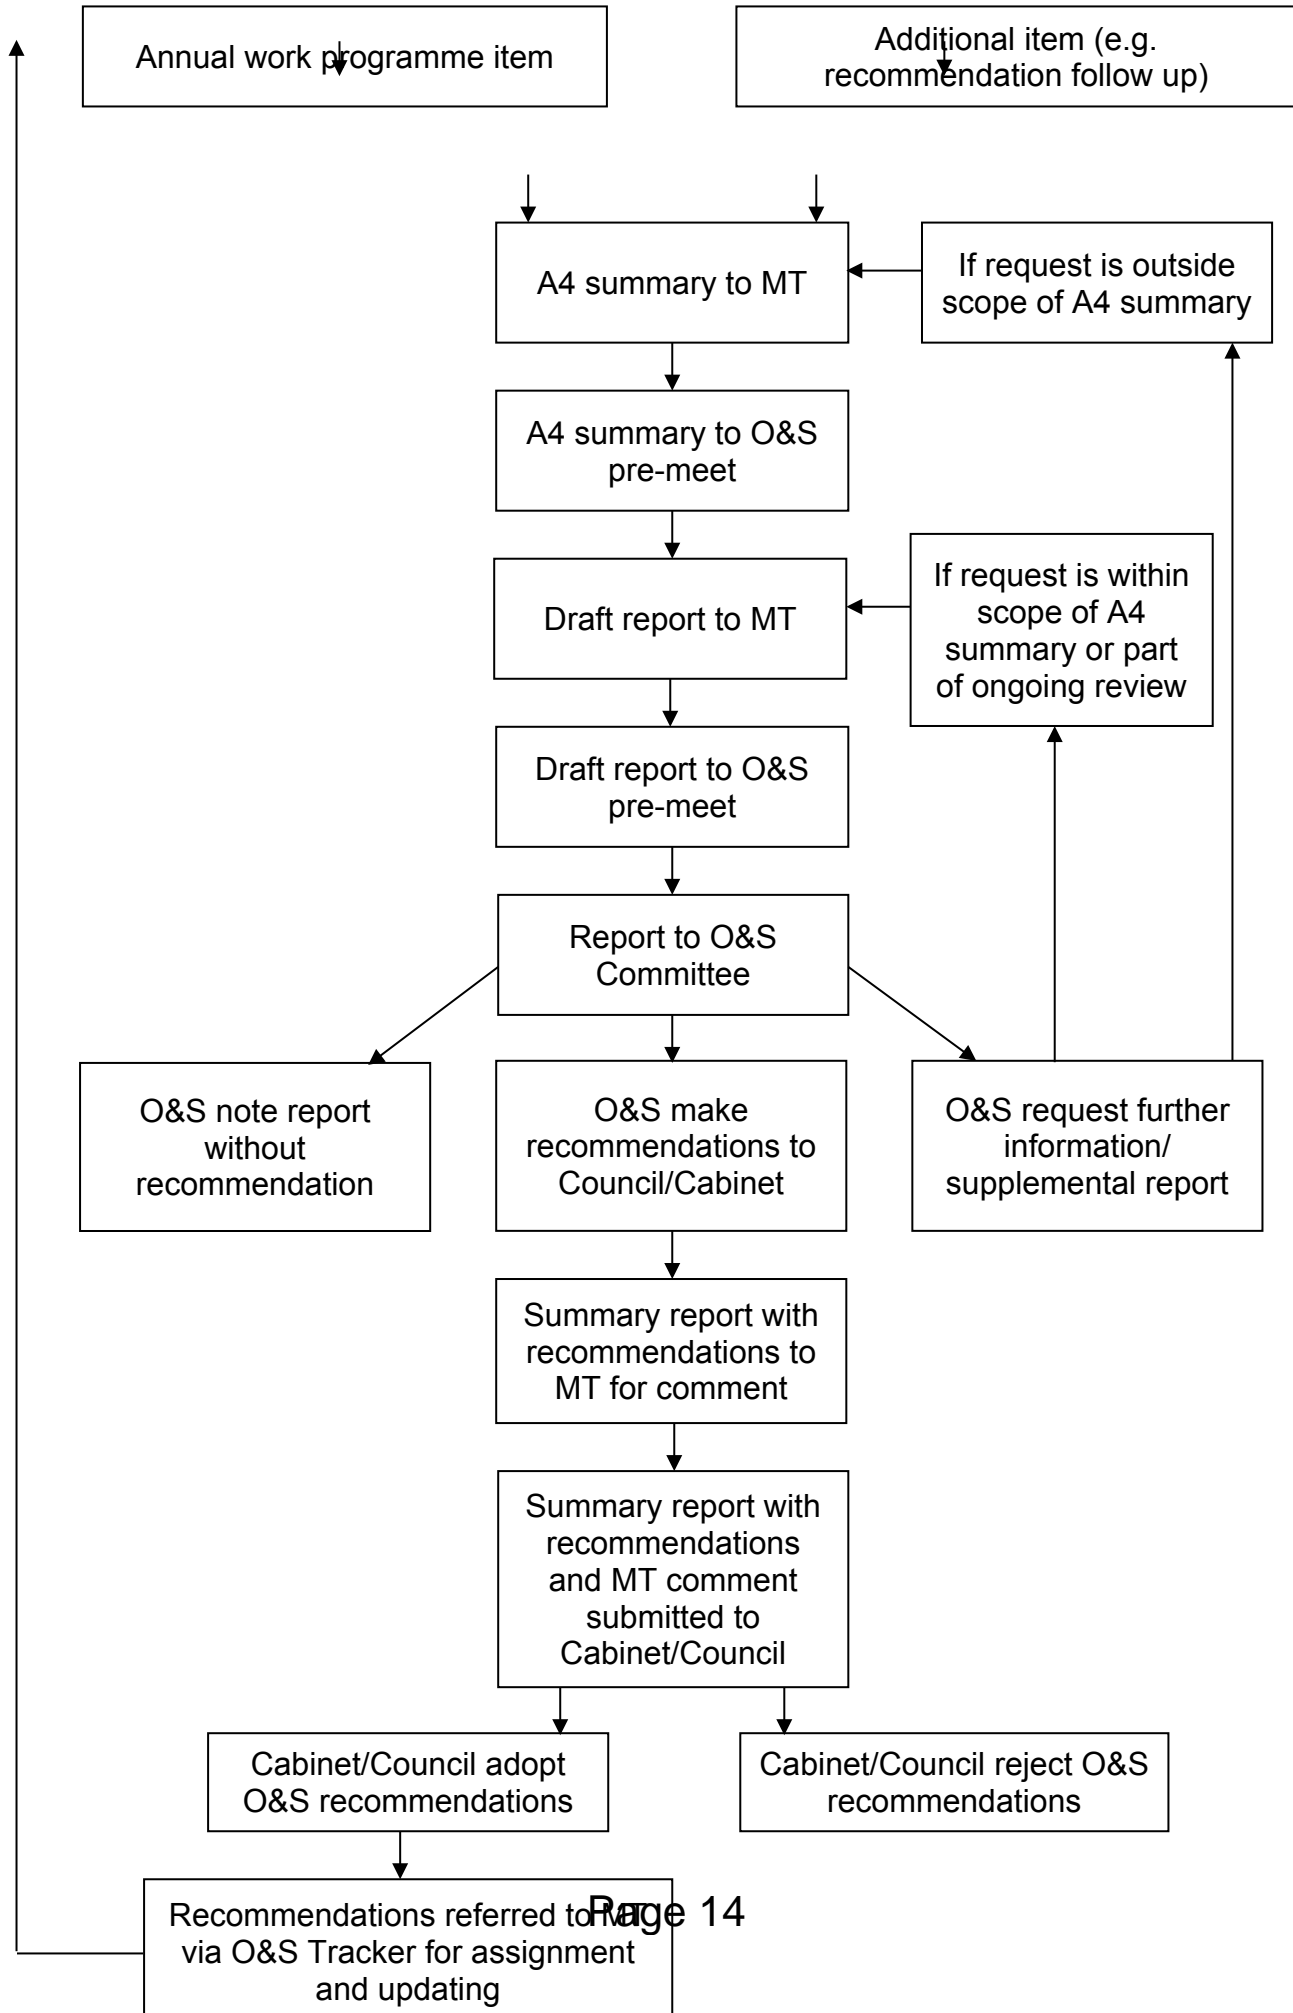 Annual work programme item
Additional item (e.g.
recommendation follow up)
A4 summary to MT
If request is outside
scope of A4 summary
A4 summary to O&S
pre-meet
Draft report to MT
If request is within
scope of A4
summary or part
of ongoing review
Draft report to O&S
pre-meet
Report to O&S
Committee
O&S note report
without
recommendation
O&S make
recommendations to
Council/Cabinet
O&S request further
information/
supplemental report
Summary report with
recommendations to
MT for comment
Summary report with
recommendations
and MT comment
submitted to
Cabinet/Council
Cabinet/Council adopt
O&S recommendations
Cabinet/Council reject O&S
recommendations
Recommendations referred to MT
via O&S Tracker for assignment
and updating
Page 14